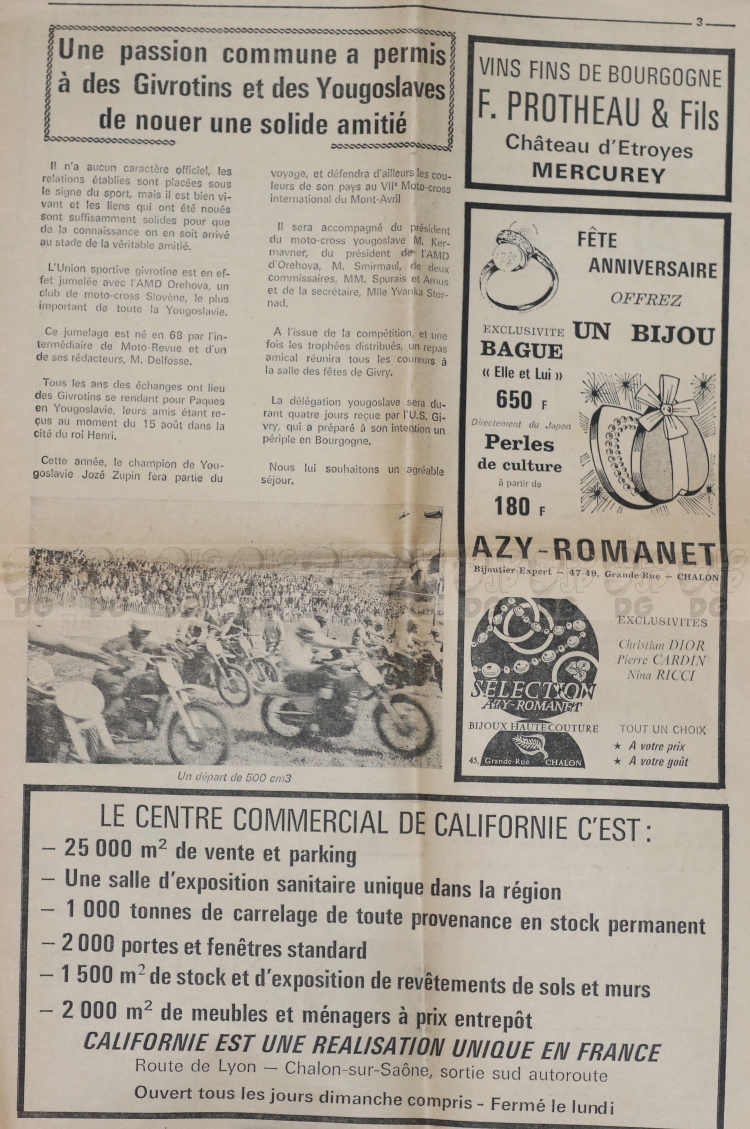 3
Une passion commune a permis
à des Givrotins et des Yougoslaves
de nouer une solide amitié
Il n'a aucun caractère officiel, les
relations établies sont placées sous
le signe du sport, mais il est bien vi-
vant et les liens qui ont été noués
sont suffisamment solides pour que
de la connaissance on en soit arrivé
au stade de la véritable amitié.
L'Union sportive givrotine est en ef-
fet jumelée avec l'AMD Orehova, un
club de moto-cross Slovène, le plus
important de toute la Yougoslavie.
Ce jumelage est né en 68 par l'in-
termédiaire de Moto-Revue et d'un
de ses rédacteurs, M. Delfosse.
Tous les ans des échanges ont lieu
des Givrotins se rendant pour Paques
en Yougoslavie, leurs amis étant re-
çus au moment du 15 août dans la
cité du roi Henri.
Cette année, le champion de You-
goslavie Jozé Zupin fera partie du
voyage, et défendra d'ailleurs les cou-
leurs de son pays au VIIe Moto-cross
international du Mont-Avril
Il sera accompagné du président
du moto-cross yougoslave M. Ker-
mavner, du président de l'AMD
d'Orehova, M. Smirmaul, de deux
commissaires, MM. Spurais et Amus
et de la secrétaire, Mlle Yvanka Ster-
nad.
A l'issue de la compétition, et une
fois les trophées distribués, un repas
amical réunira tous les coureurs à
la salle des fêtes de Givry.
La délégation yougoslave sera du-
rant quatre jours reçue par l'U.S. Gi-
vry, qui a préparé à son intention un
périple en Bourgogne.
Nous lui souhaitons un agréable
séjour.
Un départ de 500 cm3
VINS FINS DE BOURGOGNE
F. PROTHEAU & Fils
Château d'Etroyes
MERCUREY
FÊTE
ANNIVERSAIRE
OFFREZ
UN BIJOU
EXCLUSIVITE
BAGUE
« Elle et Lui »
650 F
Directement du Japon
Perles
de culture
à partir de
180 F
AZY-ROMANET
Bijoutier-Expert — 47-49, Grande-Rue — CHALON
SELECTION
AZY-ROMANET
BIJOUX HAUTE-COUTURE
45, Grande-Rue CHALON
EXCLUSIVITES
Christian DIOR
Pierre CARDIN
Nina RICCI
TOUT UN CHOIX
★ A votre prix
★ A votre goût
LE CENTRE COMMERCIAL DE CALIFORNIE C'EST :
– 25 000 m² de vente et parking
– Une salle d'exposition sanitaire unique dans la région
– 1 000 tonnes de carrelage de toute provenance en stock permanent
– 2 000 portes et fenêtres standard
– 1 500 m² de stock et d'exposition de revêtements de sols et murs
– 2 000 m² de meubles et ménagers à prix entrepôt
CALIFORNIE EST UNE REALISATION UNIQUE EN FRANCE
Route de Lyon — Chalon-sur-Saône, sortie sud autoroute
Ouvert tous les jours dimanche compris - Fermé le lundi